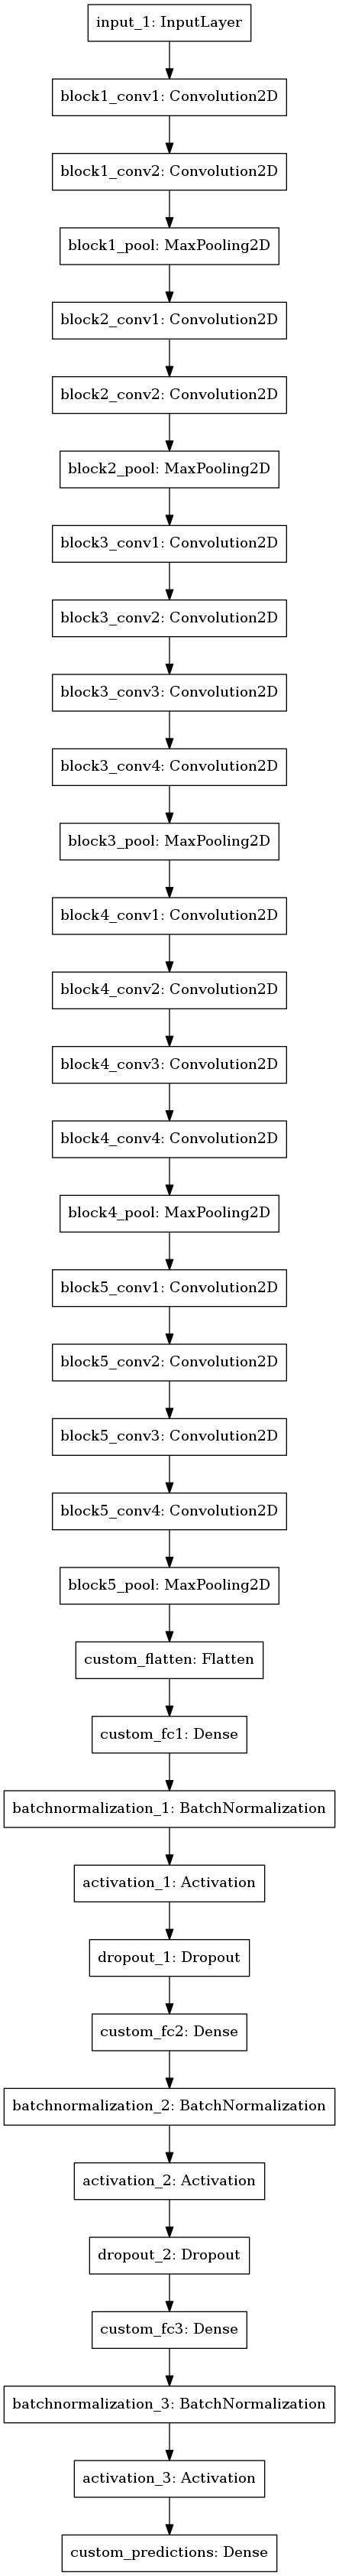 input_1: InputLayer
block1_conv1: Convolution2D
block1_conv2: Convolution2D
block1_pool: MaxPooling2D
block2_conv1: Convolution2D
block2_conv2: Convolution2D
block2_pool: MaxPooling2D
block3_conv1: Convolution2D
block3_conv2: Convolution2D
block3_conv3: Convolution2D
block3_conv4: Convolution2D
block3_pool: MaxPooling2D
block4_conv1: Convolution2D
block4_conv2: Convolution2D
block4_conv3: Convolution2D
block4_conv4: Convolution2D
block4_pool: MaxPooling2D
block5_conv1: Convolution2D
block5_conv2: Convolution2D
block5_conv3: Convolution2D
block5_conv4: Convolution2D
block5_pool: MaxPooling2D
custom_flatten: Flatten
custom_fc1: Dense
batchnormalization_1: BatchNormalization
activation_1: Activation
dropout_1: Dropout
custom_fc2: Dense
batchnormalization_2: BatchNormalization
activation_2: Activation
dropout_2: Dropout
custom_fc3: Dense
batchnormalization_3: BatchNormalization
activation_3: Activation
custom_predictions: Dense